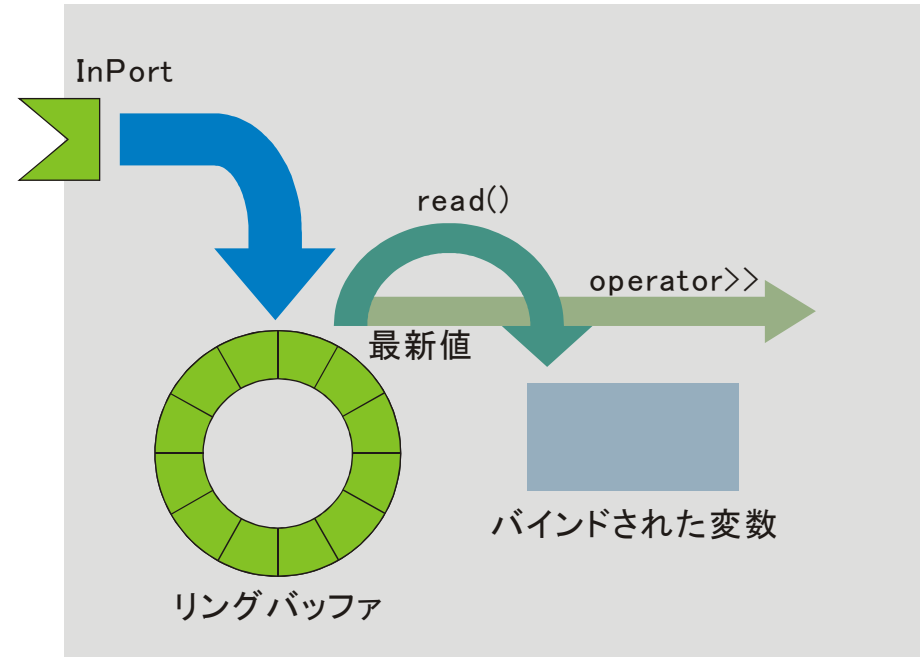 InPort
read()
operator>>
最新値
バインドされた変数
リングバッファ